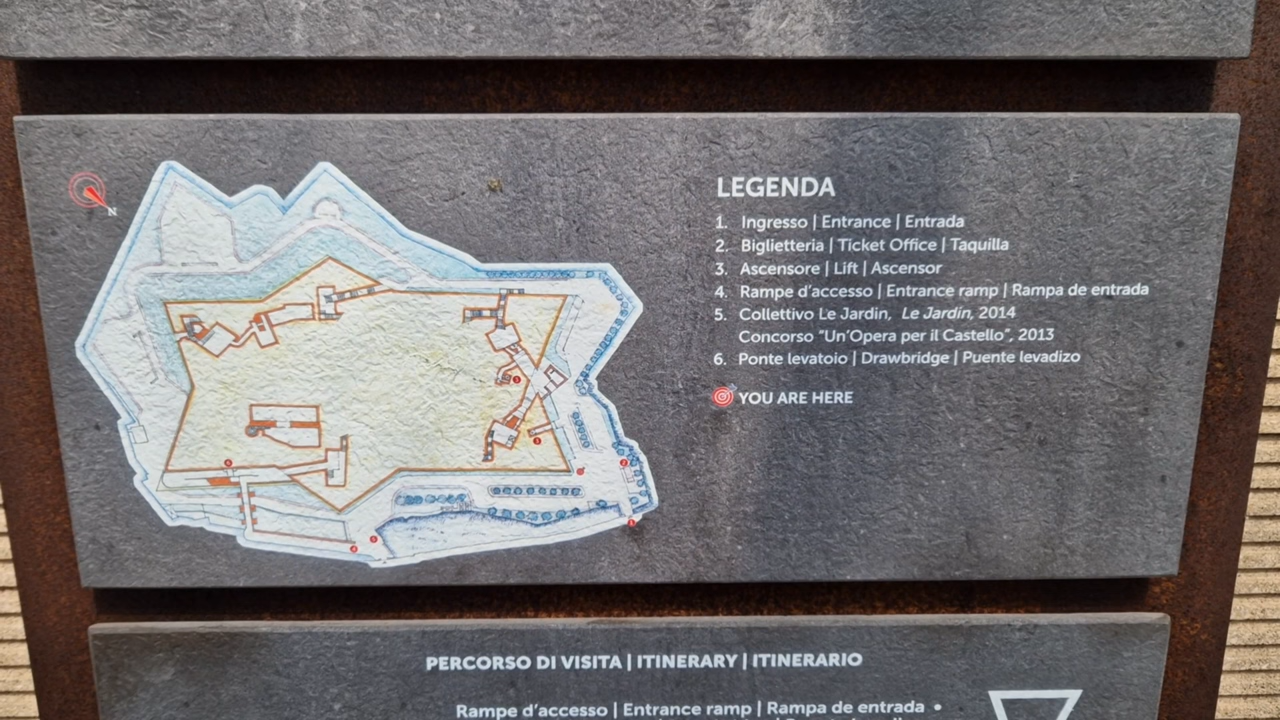 N
LEGENDA
1. Ingresso | Entrance | Entrada
2. Biglietteria | Ticket Office | Taquilla
3. Ascensore | Lift | Ascensor
4. Rampe d'accesso | Entrance ramp | Rampa de entrada
5. Collettivo Le Jardin, Le Jardin, 2014
Concorso "Un'Opera per il Castello", 2013
6. Ponte levatoio | Drawbridge | Puente levadizo
YOU ARE HERE
PERCORSO DI VISITA | ITINERARY | ITINERARIO
Rampe d'accesso | Entrance ramp | Rampa de entrada •